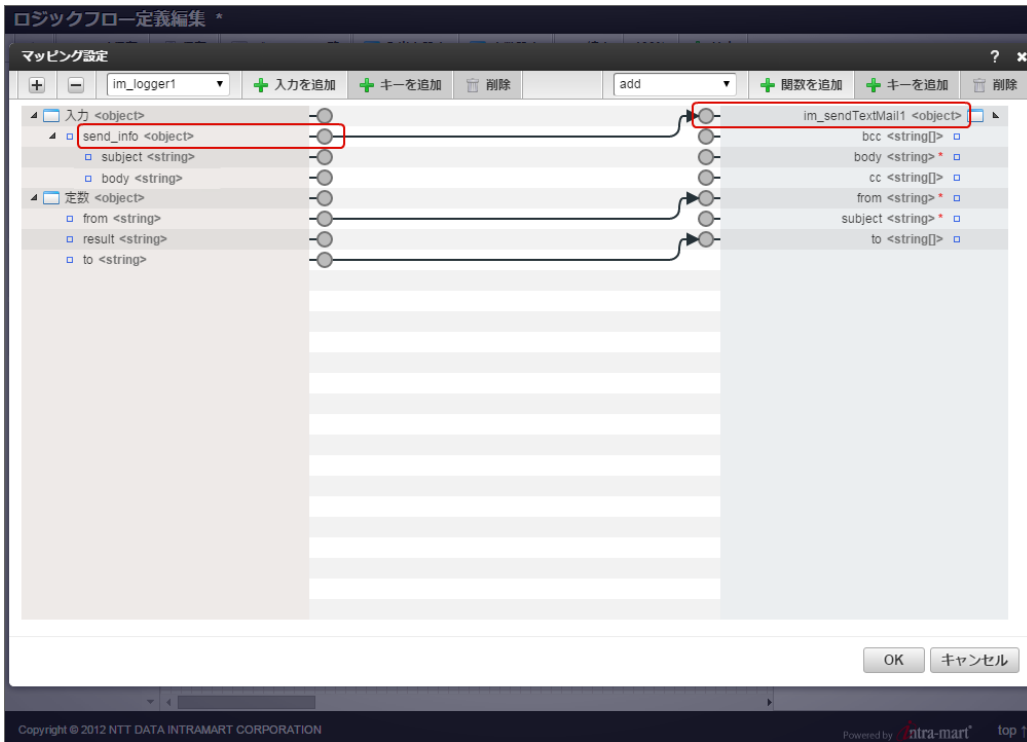 ロジックフロー定義編集 *
マッピング設定 ? ×
im_logger1 ▼ 入力を追加 キーを追加 削除 add ▼ 関数を追加 キーを追加 削除
入力 <object> im_sendTextMail1 <object>
send_info <object> bcc <string[]>
subject <string> body <string> *
body <string> cc <string[]>
定数 <object> from <string> *
from <string> subject <string> *
result <string> to <string[]>
to <string>
OK キャンセル
Copyright © 2012 NTT DATA INTRAMART CORPORATION Powered by intra-mart top ↑